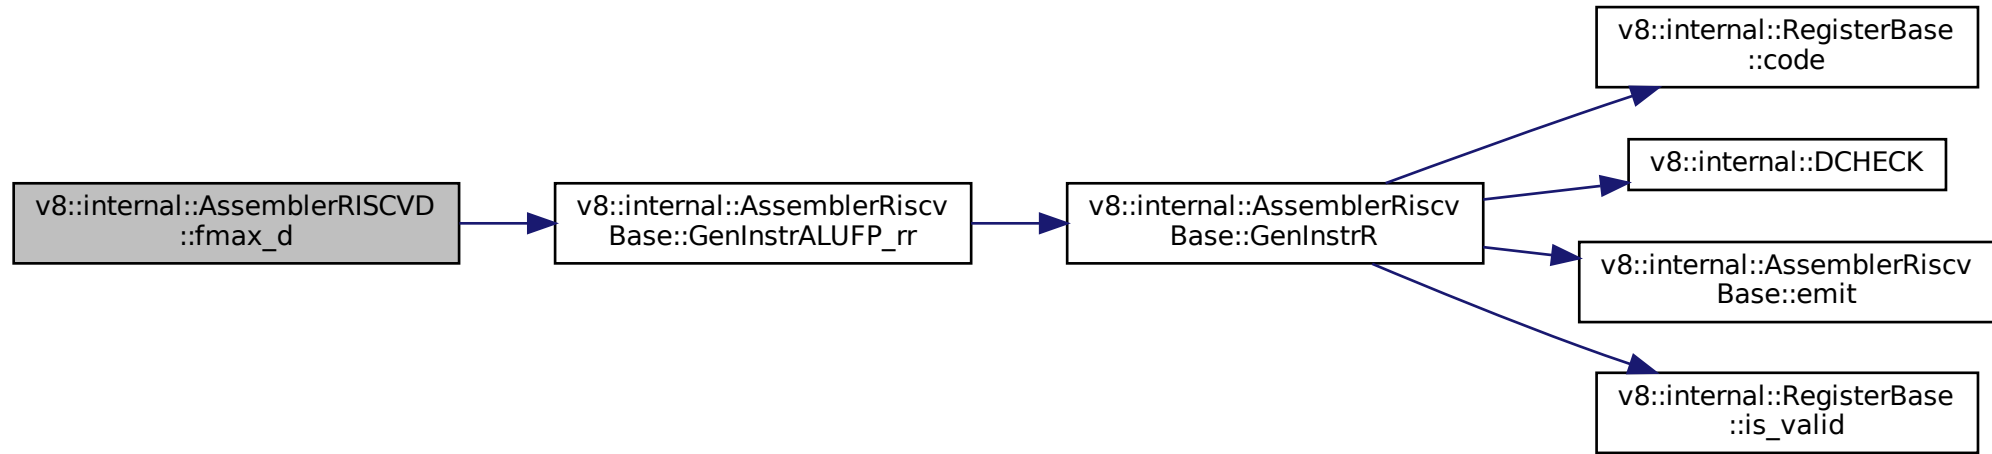 v8::internal::AssemblerRISCVD
::fmax_d
v8::internal::AssemblerRiscv
Base::GenInstrALUFP_rr
v8::internal::AssemblerRiscv
Base::GenInstrR
v8::internal::RegisterBase
::code
v8::internal::DCHECK
v8::internal::AssemblerRiscv
Base::emit
v8::internal::RegisterBase
::is_valid